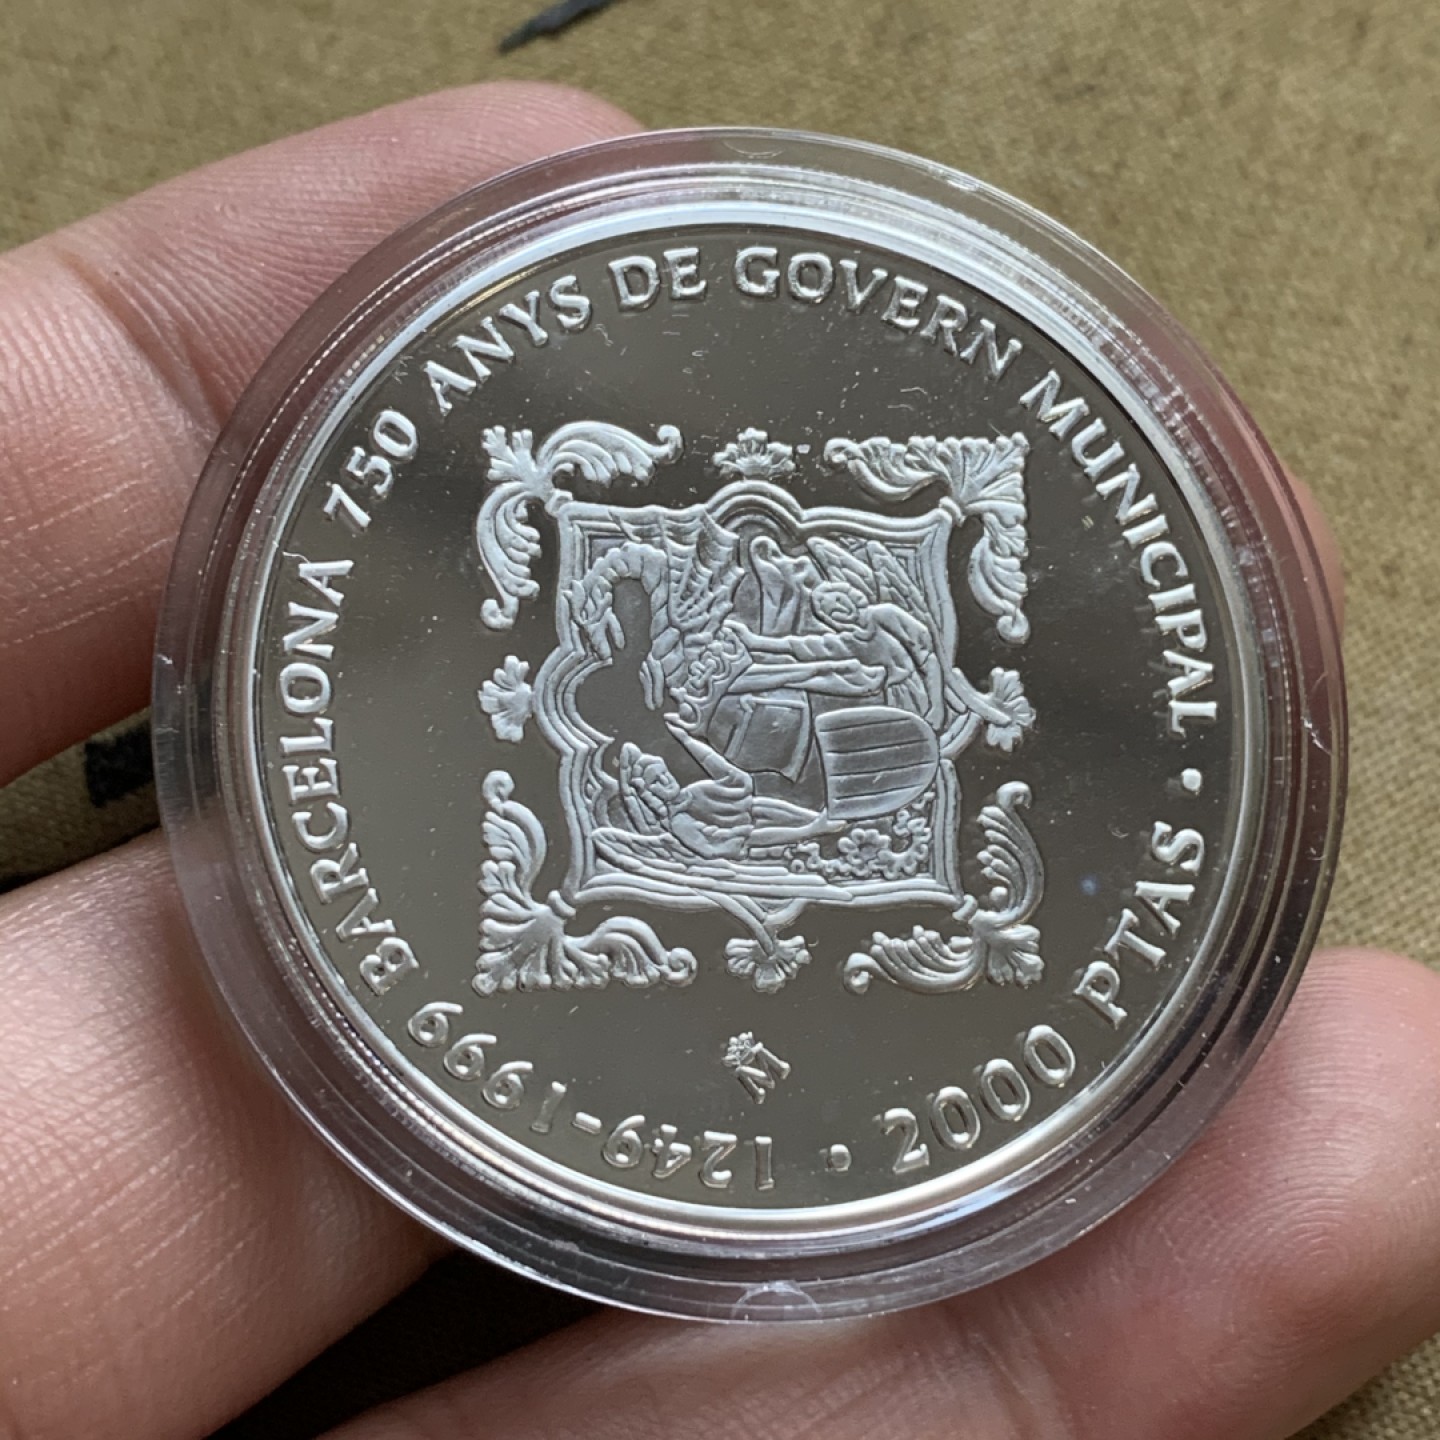 BARCELONA 750 ANYS DE GOVERN MUNICIPAL · 2000 PTAS · 1249-1999
M